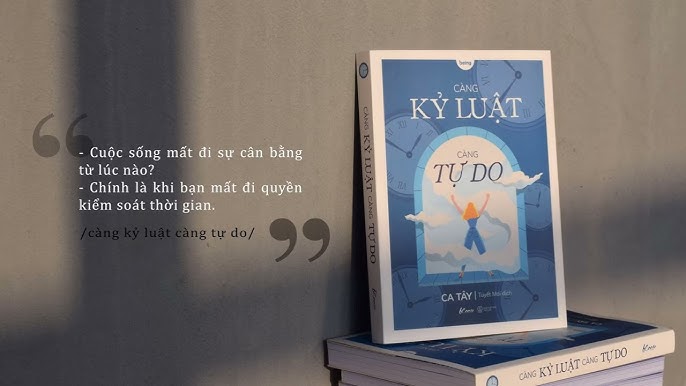 - Cuộc sống mất đi sự cân bằng
từ lúc nào?
- Chính là khi bạn mất đi quyền
kiểm soát thời gian.
/càng kỷ luật càng tự do/
CÀNG
KỶ LUẬT
CÀNG
TỰ DO
CA TÂY |
CÀNG KỶ LUẬT CÀNG TỰ DO
CÀNG KỶ LUẬT CÀNG TỰ DO